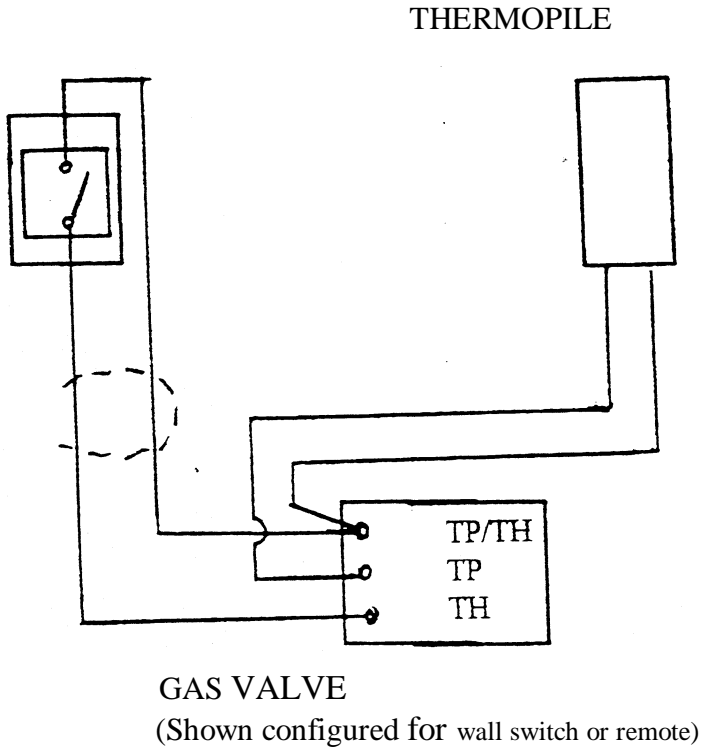 THERMOPILE
TP/TH
TP
TH
GAS VALVE
(Shown configured for wall switch or remote)